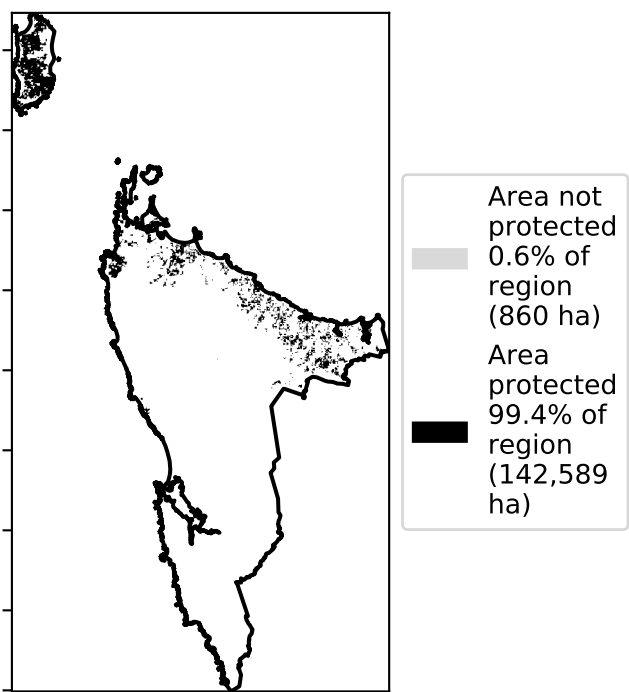 Area not
protected
0.6% of
region
(860 ha)
Area
protected
99.4% of
region
(142,589
ha)